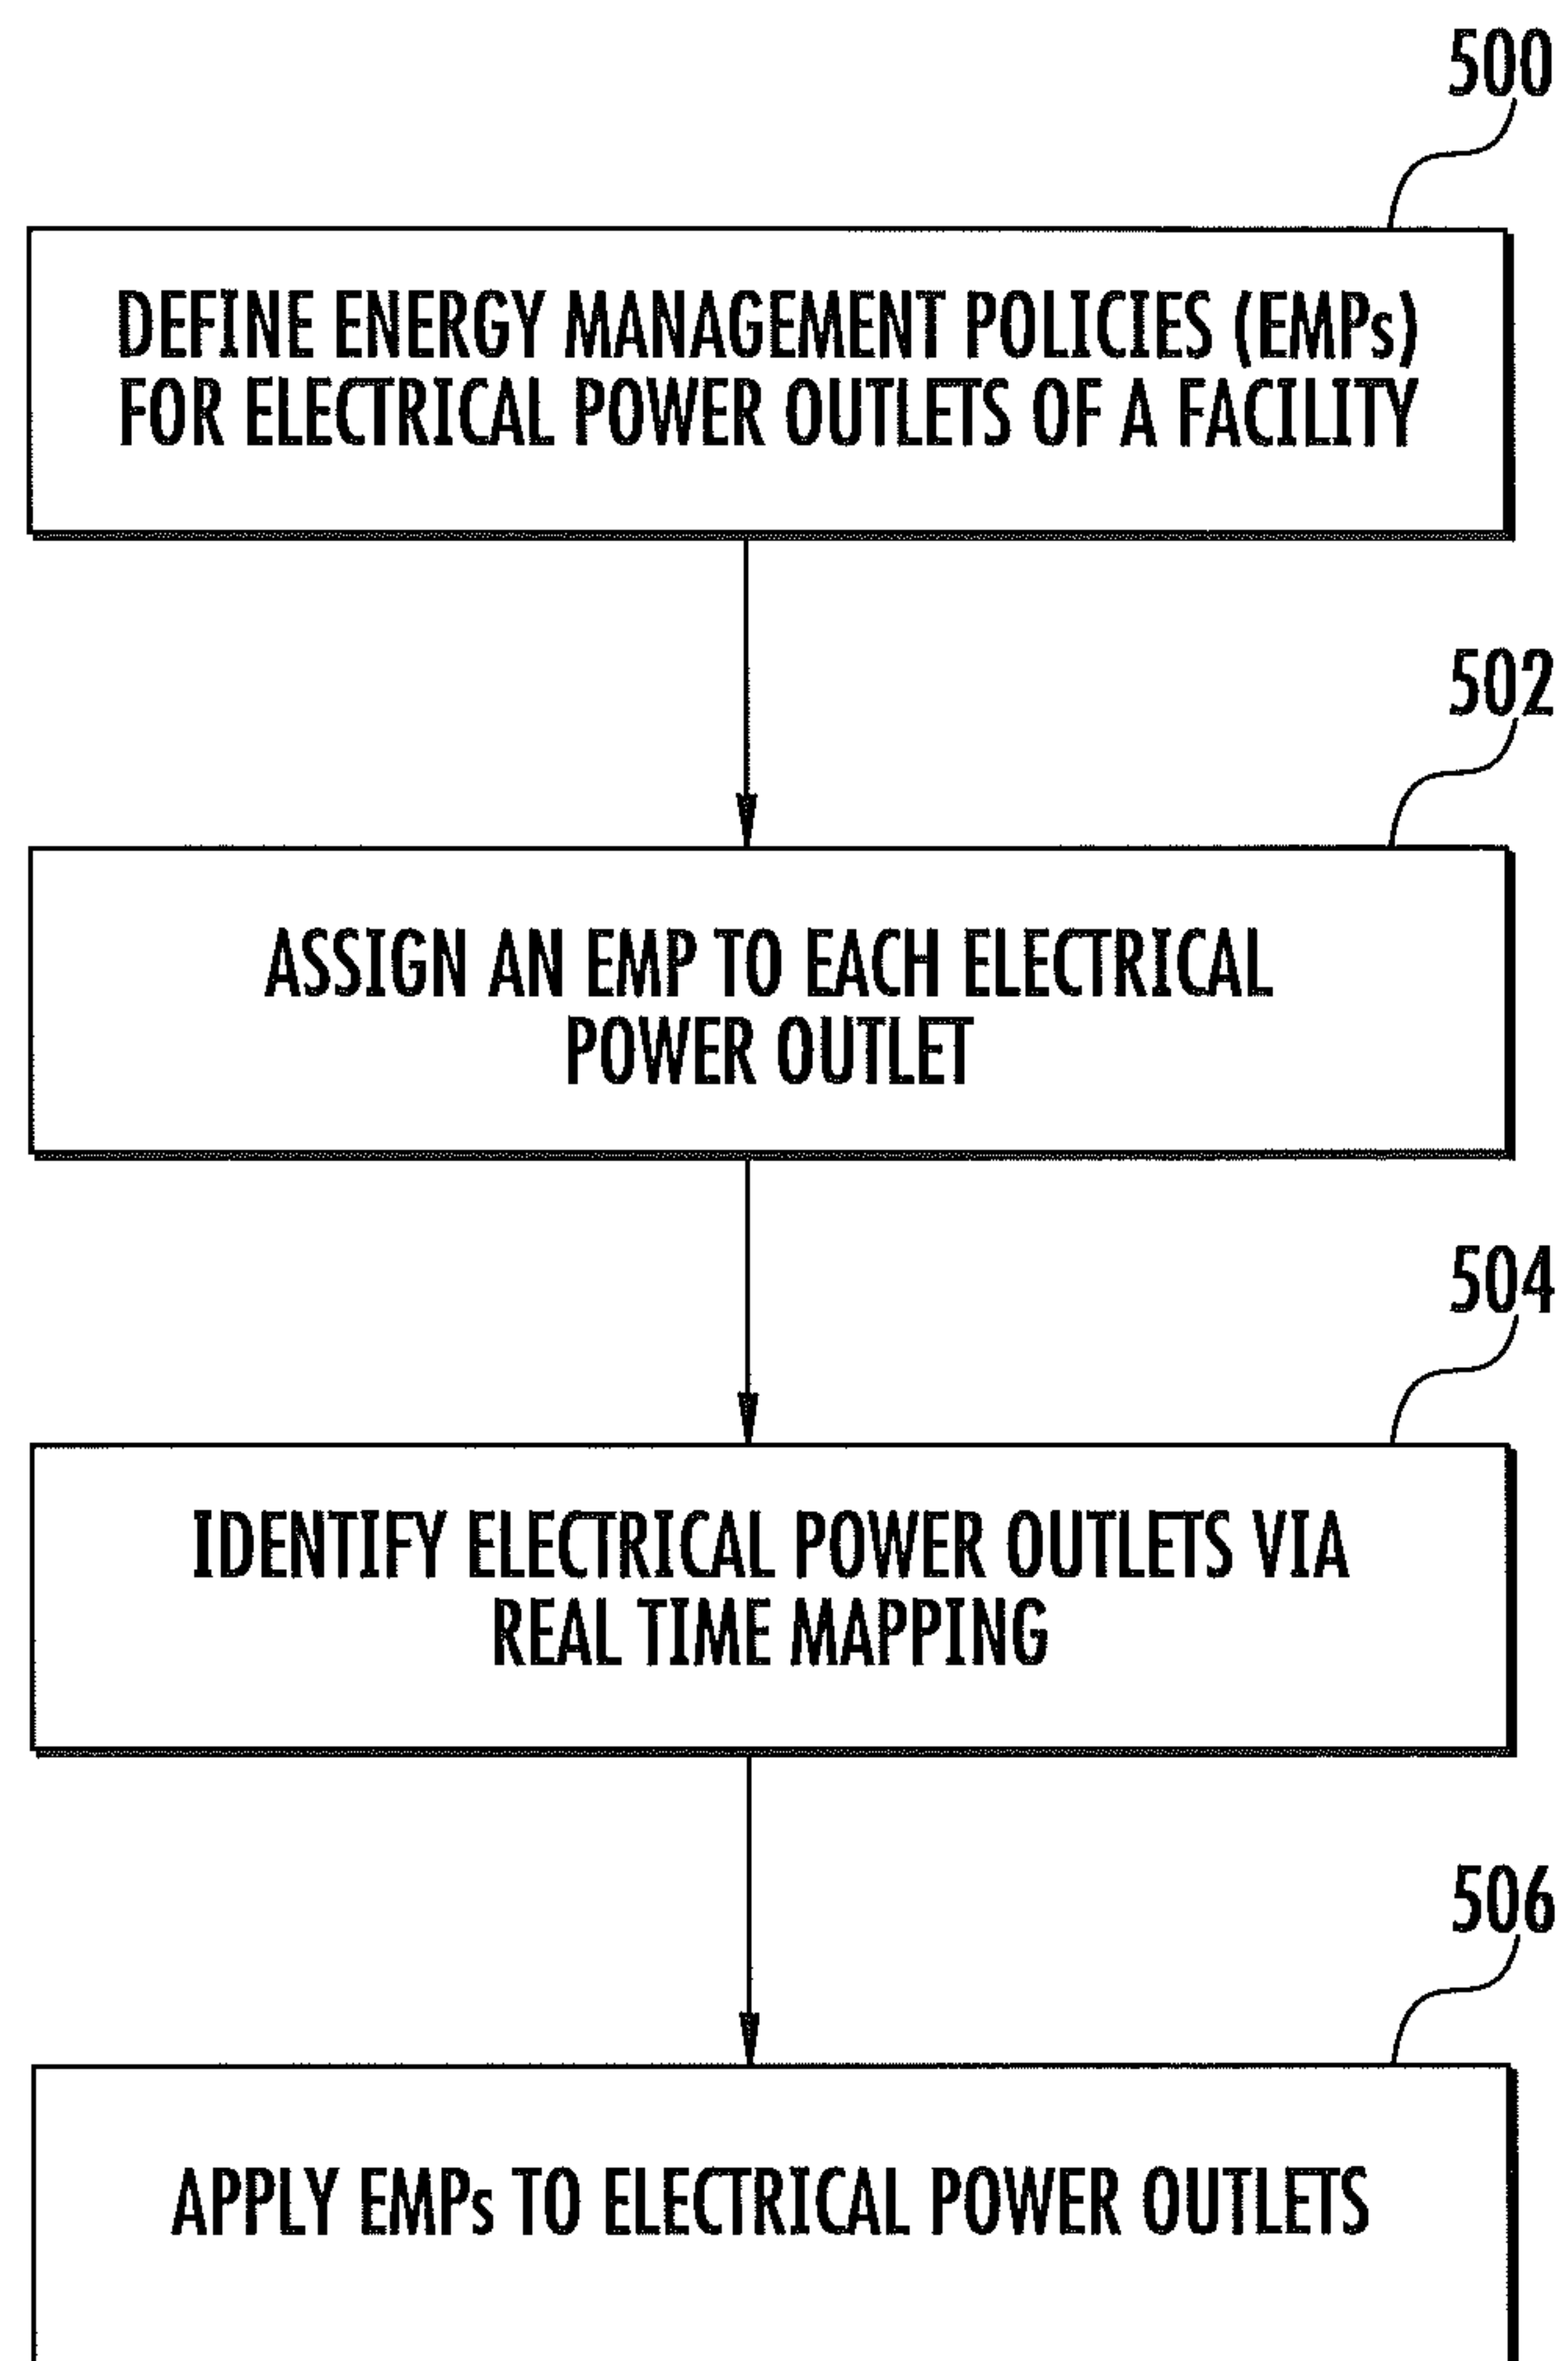 500
DEFINE ENERGY MANAGEMENT POLICIES (EMPs)
FOR ELECTRICAL POWER OUTLETS OF A FACILITY
502
ASSIGN AN EMP TO EACH ELECTRICAL
POWER OUTLET
504
IDENTIFY ELECTRICAL POWER OUTLETS VIA
REAL TIME MAPPING
506
APPLY EMPs TO ELECTRICAL POWER OUTLETS